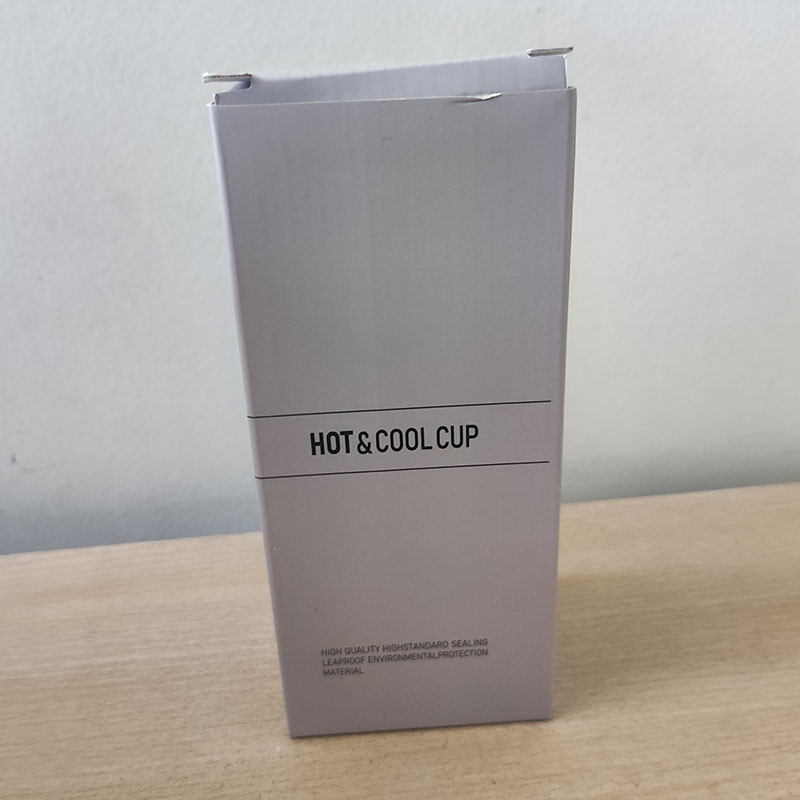 HOT & COOL CUP
HIGH QUALITY HIGHSTANDARD SEALING
LEAPROOF ENVIRONMENTALPROTECTION
MATERIAL